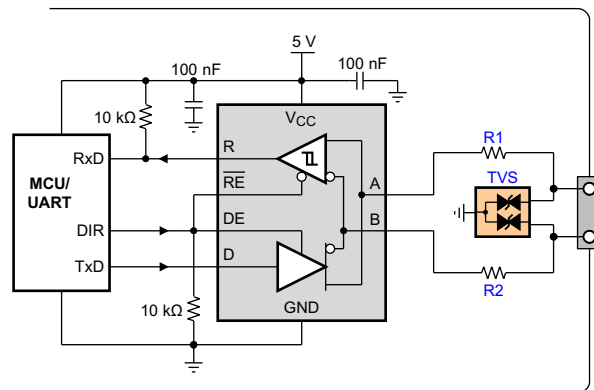 5 V
100 nF
100 nF
10 kΩ
VCC
R1
RxD
R
TVS
MCU/
UART
RE
A
DIR
DE
B
TxD
D
R2
10 kΩ
GND